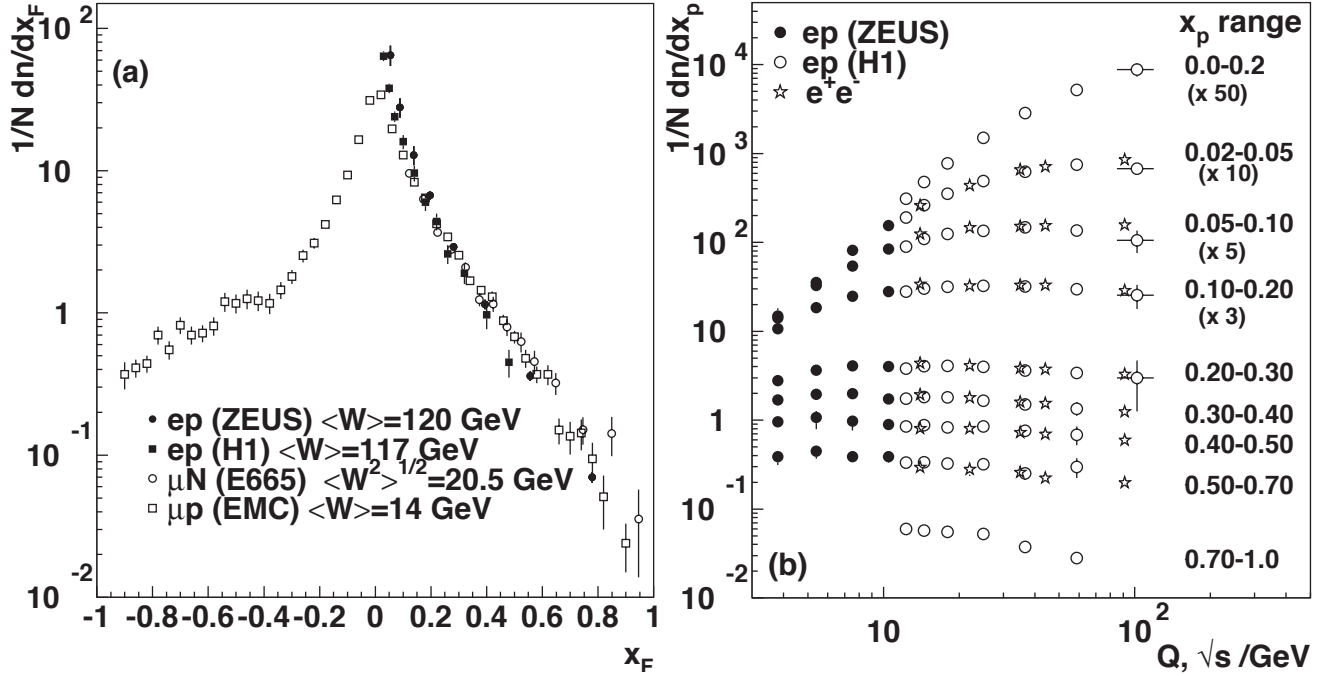 1/N dn/dx_F
10^2
10
1
10^-1
10^-2
(a)
ep (ZEUS) <W>=120 GeV
ep (H1) <W>=117 GeV
μN (E665) <W^2>^1/2=20.5 GeV
μp (EMC) <W>=14 GeV
-1 -0.8 -0.6 -0.4 -0.2 0 0.2 0.4 0.6 0.8 1
x_F
1/N dn/dx_p
10^4
10^3
10^2
10
1
10^-1
10^-2
ep (ZEUS)
ep (H1)
e^+e^-
x_p range
0.0-0.2
(x 50)
0.02-0.05
(x 10)
0.05-0.10
(x 5)
0.10-0.20
(x 3)
0.20-0.30
0.30-0.40
0.40-0.50
0.50-0.70
0.70-1.0
(b)
10 10^2
Q, √s /GeV